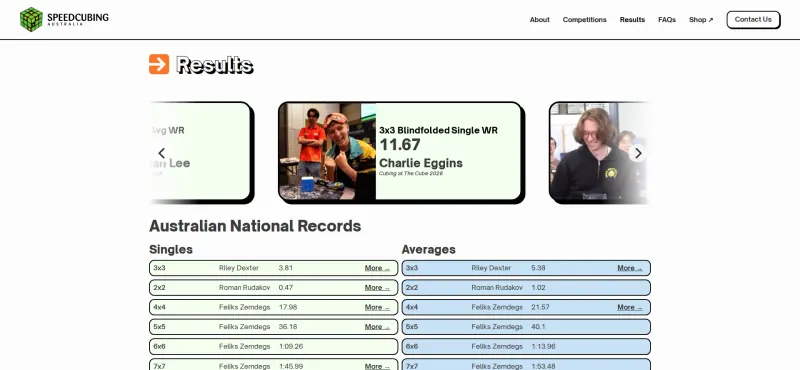 SPEEDCUBING
AUSTRALIA
About Competitions Results FAQs Shop ↗ Contact Us
Results
Avg WR
Lee
3x3 Blindfolded Single WR
11.67
Charlie Eggins
Cubing at The Cube 2026
Australian National Records
Singles
3x3 Riley Dexter 3.81 More →
2x2 Roman Rudakov 0.47
4x4 Feliks Zemdegs 17.98 More →
5x5 Feliks Zemdegs 36.18 More →
6x6 Feliks Zemdegs 1:09.26
7x7 Feliks Zemdegs 1:45.99 More →
Averages
3x3 Riley Dexter 5.38 More →
2x2 Roman Rudakov 1.02
4x4 Feliks Zemdegs 21.57 More →
5x5 Feliks Zemdegs 40.1
6x6 Feliks Zemdegs 1:13.96
7x7 Feliks Zemdegs 1:53.48